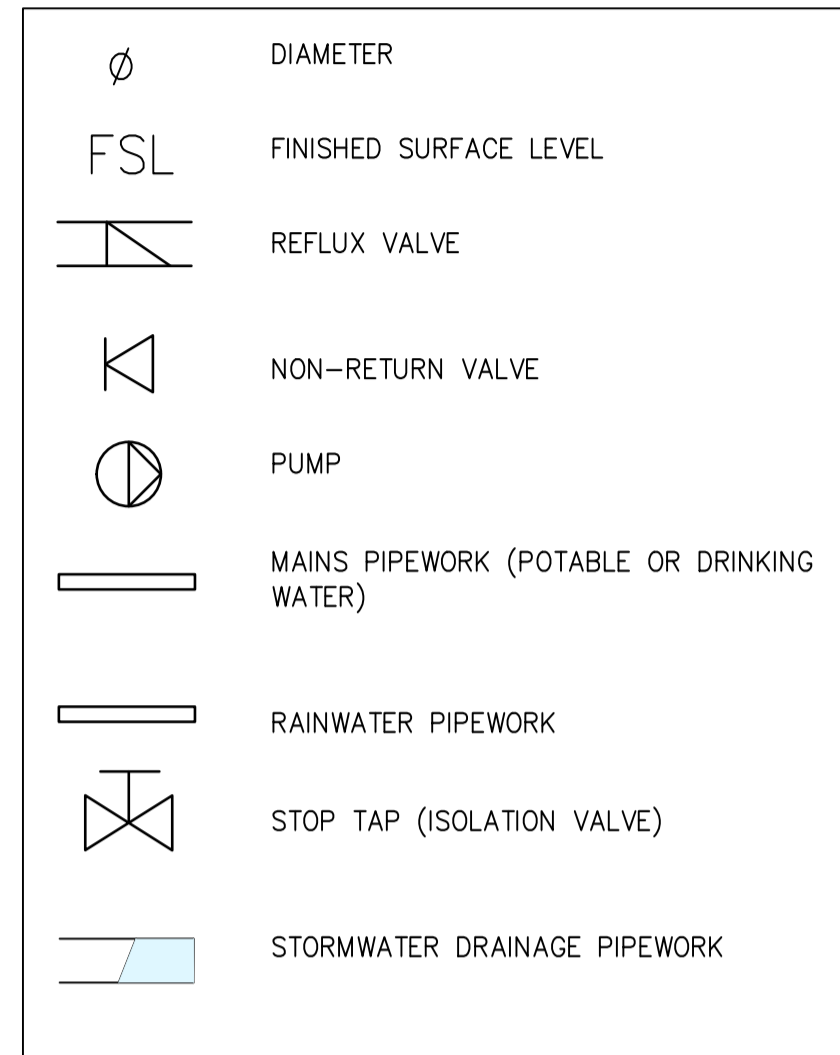 Ø DIAMETER
FSL FINISHED SURFACE LEVEL
REFLUX VALVE
NON-RETURN VALVE
PUMP
MAINS PIPEWORK (POTABLE OR DRINKING
WATER)
RAINWATER PIPEWORK
STOP TAP (ISOLATION VALVE)
STORMWATER DRAINAGE PIPEWORK